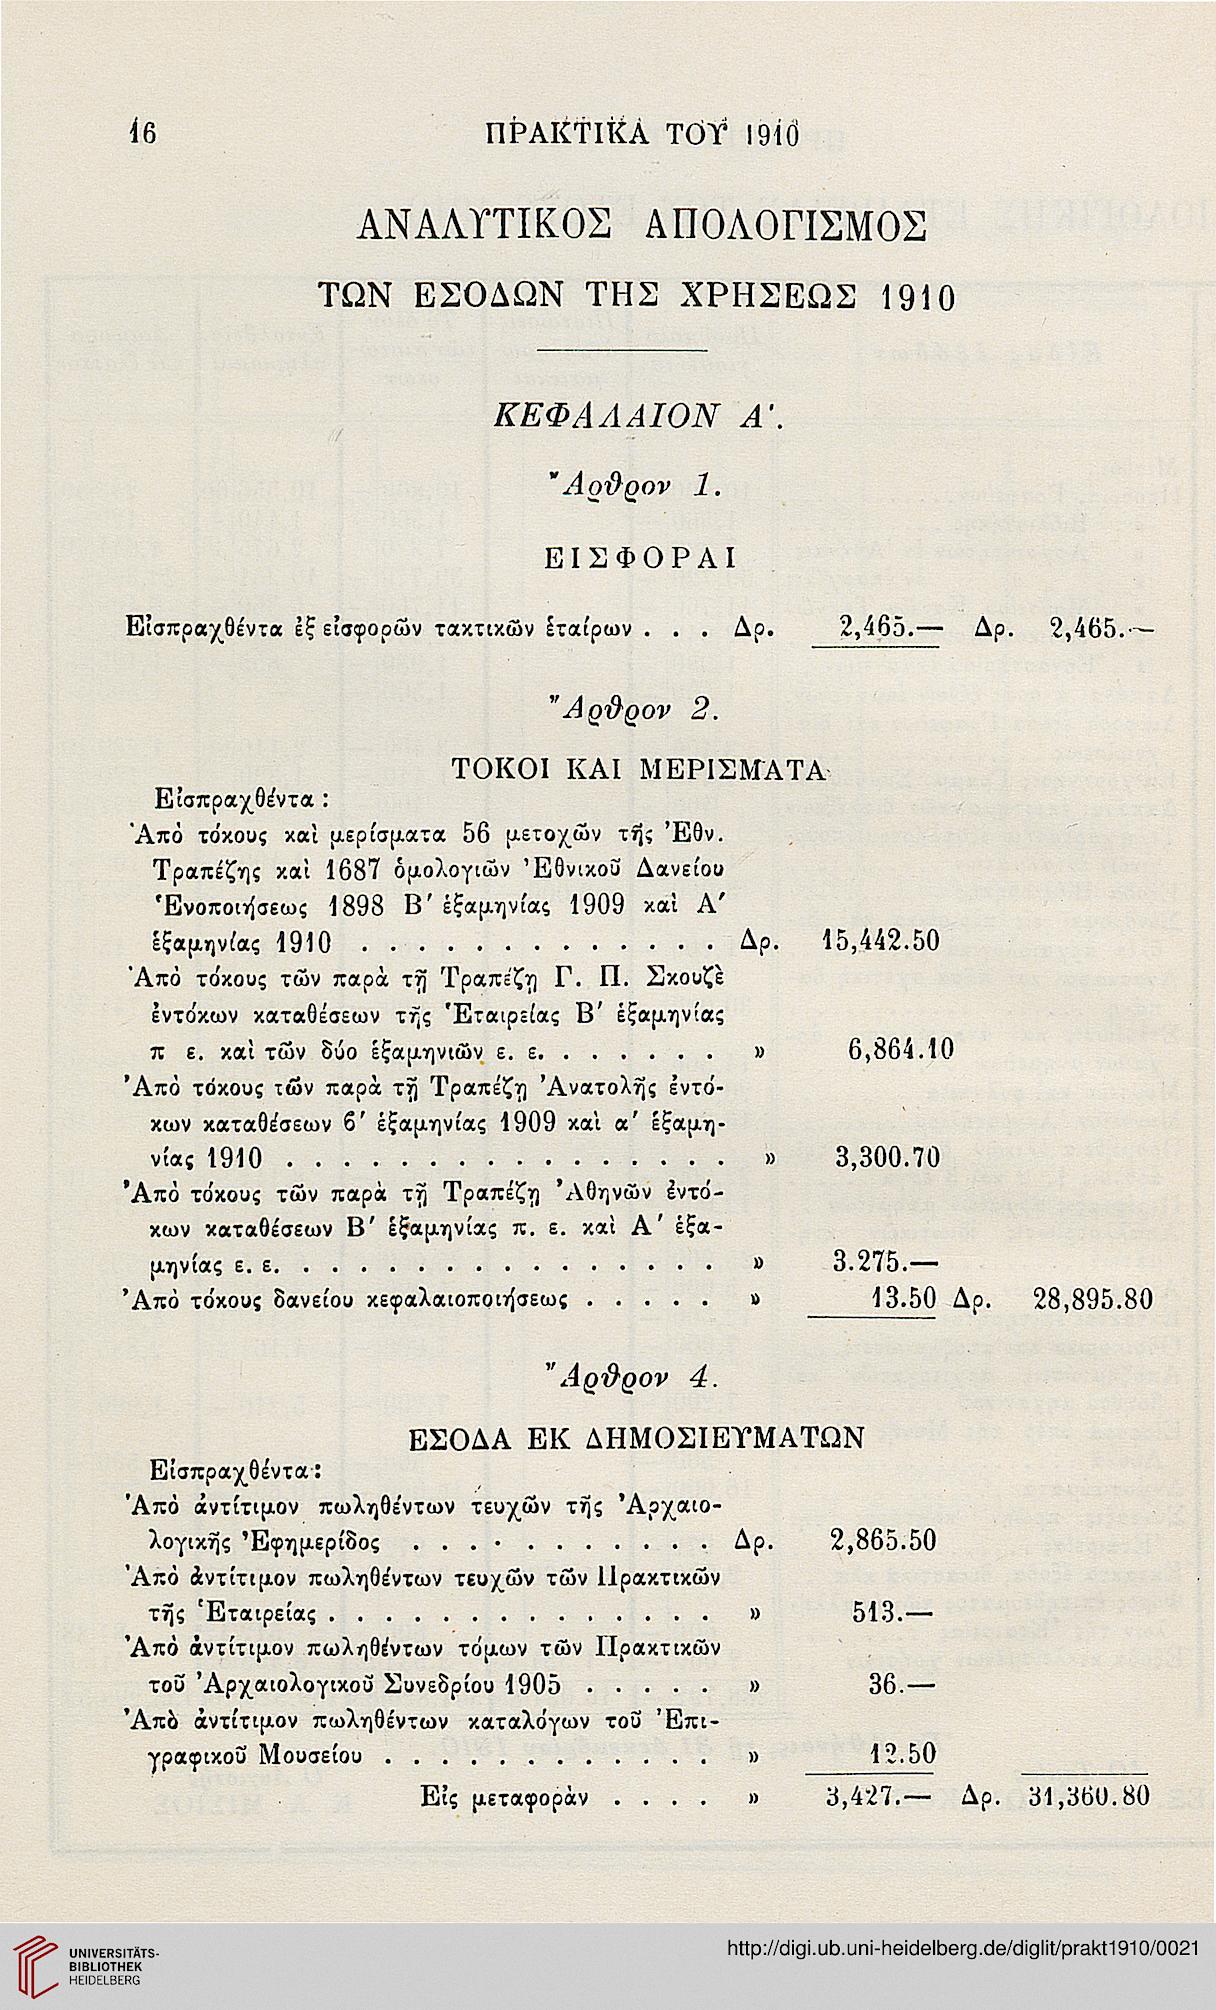 16 ΠΡΑΚΤΙΚΑ ΤΟΥ 1910
ΑΝΑΛΥΤΙΚΟΣ ΑΠΟΛΟΓΙΣΜΟΣ
ΤΩΝ ΕΣΟΔΩΝ ΤΗΣ ΧΡΗΣΕΩΣ 1910
ΚΕΦΑΛΑΙΟΝ Α'.
Ἄρθρον 1.
ΕΙΣΦΟΡΑΙ
Εἰσπραχθέντα ἐξ εἰσφορῶν τακτικῶν ἑταίρων . . . Δρ. 2,465.— Δρ. 2,465.—
Ἄρθρον 2.
ΤΟΚΟΙ ΚΑΙ ΜΕΡΙΣΜΑΤΑ
Εἰσπραχθέντα :
Ἀπὸ τόκους καὶ μερίσματα 56 μετοχῶν τῆς Ἐθν.
Τραπέζης καὶ 1687 ὁμολογιῶν Ἐθνικοῦ Δανείου
Ἑνοποιήσεως 1898 Β′ ἑξαμηνίας 1909 καὶ Α′
ἑξαμηνίας 1910 . . . . . . . . . . . . . Δρ. 15,442.50
Ἀπὸ τόκους τῶν παρὰ τῇ Τραπέζῃ Γ. Π. Σκουζὲ
ἐντόκων καταθέσεων τῆς Ἑταιρείας Β′ ἑξαμηνίας
π ε. καὶ τῶν δύο ἑξαμηνιῶν ε. ε. . . . . . . » 6,864.10
Ἀπὸ τόκους τῶν παρὰ τῇ Τραπέζῃ Ἀνατολῆς ἐντό-
κων καταθέσεων ϐ′ ἑξαμηνίας 1909 καὶ α′ ἑξαμη-
νίας 1910 . . . . . . . . . . . . . . . . » 3,300.70
Ἀπὸ τόκους τῶν παρὰ τῇ Τραπέζῃ Ἀθηνῶν ἐντό-
κων καταθέσεων Β′ ἑξαμηνίας π. ε. καὶ Α′ ἑξα-
μηνίας ε. ε. . . . . . . . . . . . . . . . » 3.275.—
Ἀπὸ τόκους δανείου κεφαλαιοποιήσεως . . . . . » 13.50 Δρ. 28,895.80
Ἄρθρον 4.
ΕΣΟΔΑ ΕΚ ΔΗΜΟΣΙΕΥΜΑΤΩΝ
Εἰσπραχθέντα :
Ἀπὸ ἀντίτιμον πωληθέντων τευχῶν τῆς Ἀρχαιο-
λογικῆς Ἐφημερίδος . . . . . . . . . . . Δρ. 2,865.50
Ἀπὸ ἀντίτιμον πωληθέντων τευχῶν τῶν Πρακτικῶν
τῆς Ἑταιρείας . . . . . . . . . . . . . . » 513.—
Ἀπὸ ἀντίτιμον πωληθέντων τόμων τῶν Πρακτικῶν
τοῦ Ἀρχαιολογικοῦ Συνεδρίου 1905 . . . . . » 36.—
Ἀπὸ ἀντίτιμον πωληθέντων καταλόγων τοῦ Ἐπι-
γραφικοῦ Μουσείου . . . . . . . . . . . . » 12.50
Εἰς μεταφορὰν . . . . » 3,427.— Δρ. 31,360.80
UNIVERSITÄTS-
BIBLIOTHEK
HEIDELBERG
http://digi.ub.uni-heidelberg.de/diglit/prakt1910/0021